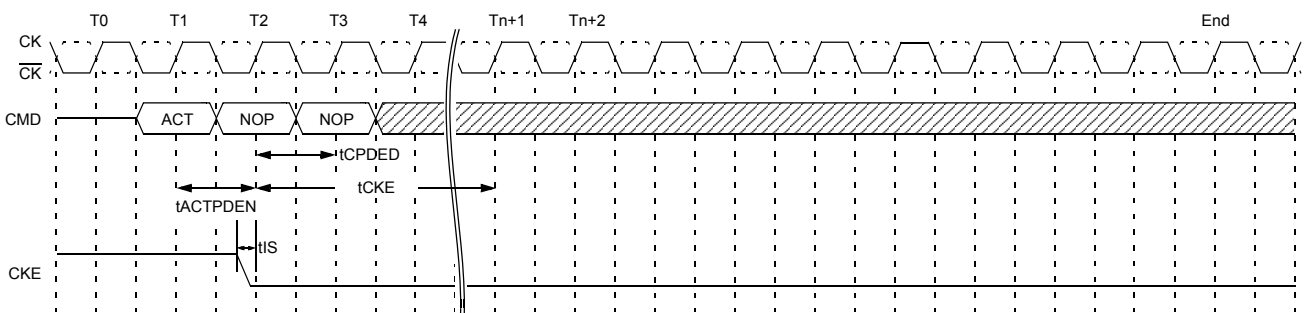 T0 T1 T2 T3 T4 Tn+1 Tn+2 End
CK
CK
CMD ACT NOP NOP
tCPDED
tCKE
tACTPDEN
tIS
CKE